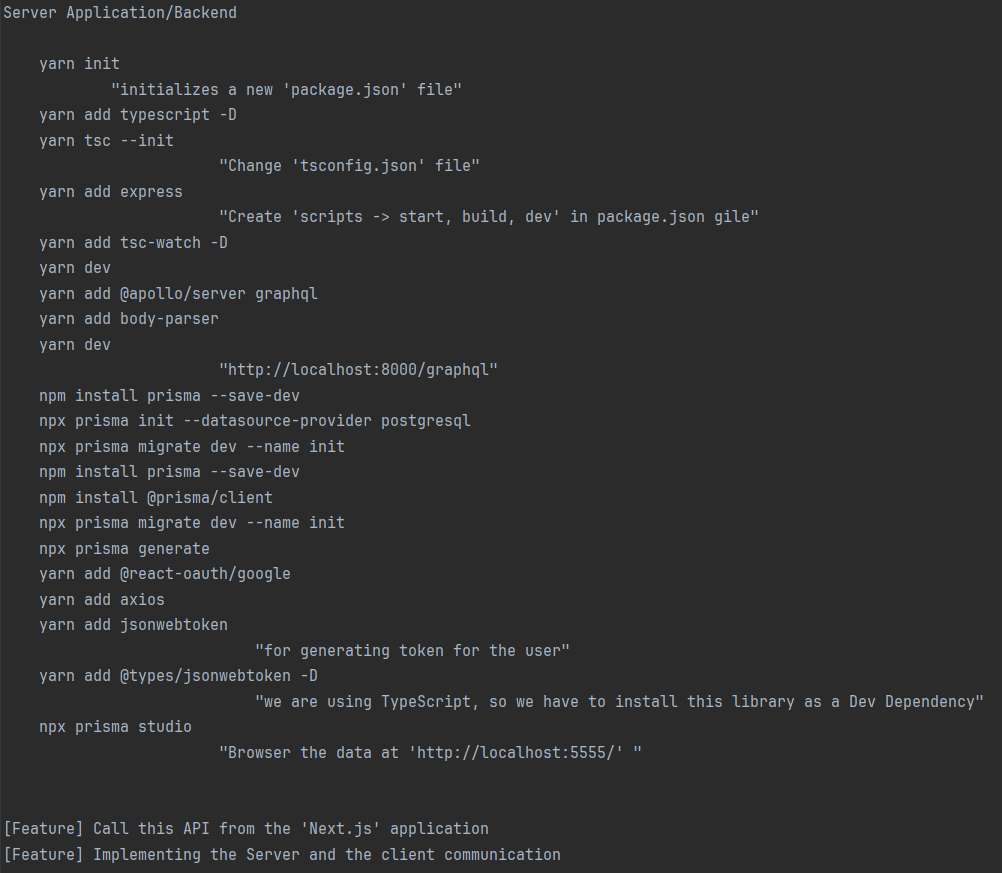 Server Application/Backend
yarn init
"initializes a new 'package.json' file"
yarn add typescript -D
yarn tsc --init
"Change 'tsconfig.json' file"
yarn add express
"Create 'scripts -> start, build, dev' in package.json gile"
yarn add tsc-watch -D
yarn dev
yarn add @apollo/server graphql
yarn add body-parser
yarn dev
"http://localhost:8000/graphql"
npm install prisma --save-dev
npx prisma init --datasource-provider postgresql
npx prisma migrate dev --name init
npm install prisma --save-dev
npm install @prisma/client
npx prisma migrate dev --name init
npx prisma generate
yarn add @react-oauth/google
yarn add axios
yarn add jsonwebtoken
"for generating token for the user"
yarn add @types/jsonwebtoken -D
"we are using TypeScript, so we have to install this library as a Dev Dependency"
npx prisma studio
"Browser the data at 'http://localhost:5555/' "
[Feature] Call this API from the 'Next.js' application
[Feature] Implementing the Server and the client communication